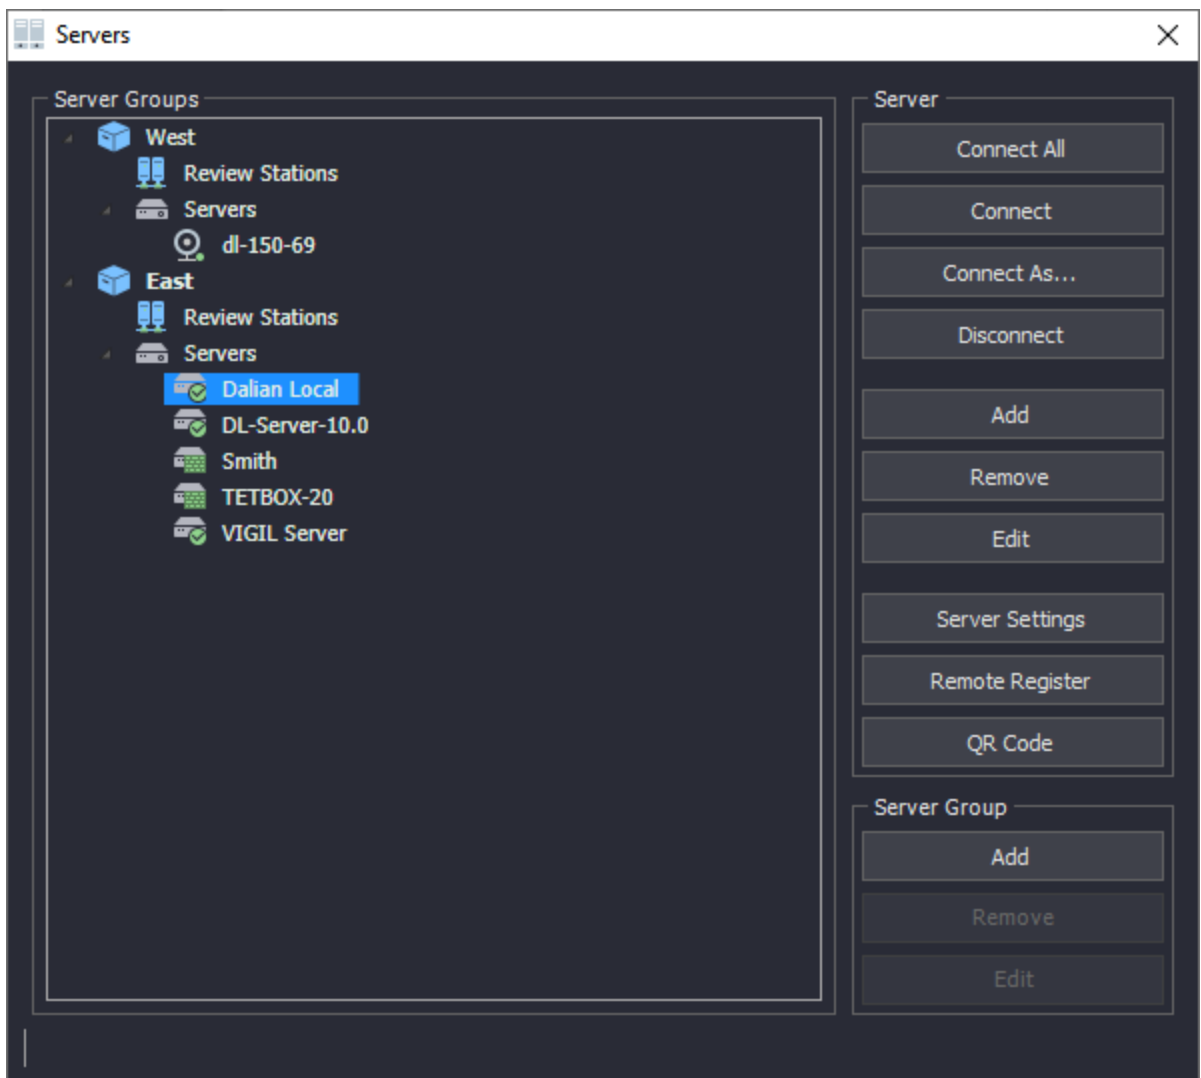 Servers
Server Groups
West
Review Stations
Servers
dl-150-69
East
Review Stations
Servers
Dalian Local
DL-Server-10.0
Smith
TETBOX-20
VIGIL Server
Server
Connect All
Connect
Connect As...
Disconnect
Add
Remove
Edit
Server Settings
Remote Register
QR Code
Server Group
Add
Remove
Edit